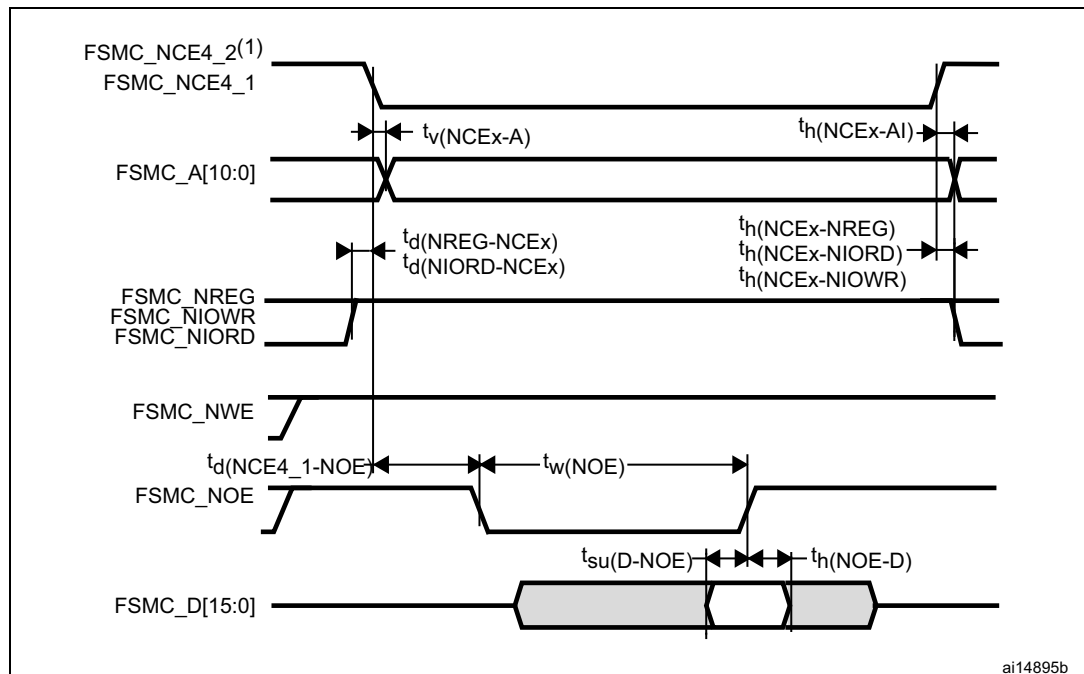 FSMC_NCE4_2(1)
FSMC_NCE4_1
tv(NCEx-A)
th(NCEx-AI)
FSMC_A[10:0]
td(NREG-NCEx)
td(NIORD-NCEx)
th(NCEx-NREG)
th(NCEx-NIORD)
th(NCEx-NIOWR)
FSMC_NREG
FSMC_NIOWR
FSMC_NIORD
FSMC_NWE
td(NCE4_1-NOE)
tw(NOE)
FSMC_NOE
tsu(D-NOE)
th(NOE-D)
FSMC_D[15:0]
ai14895b